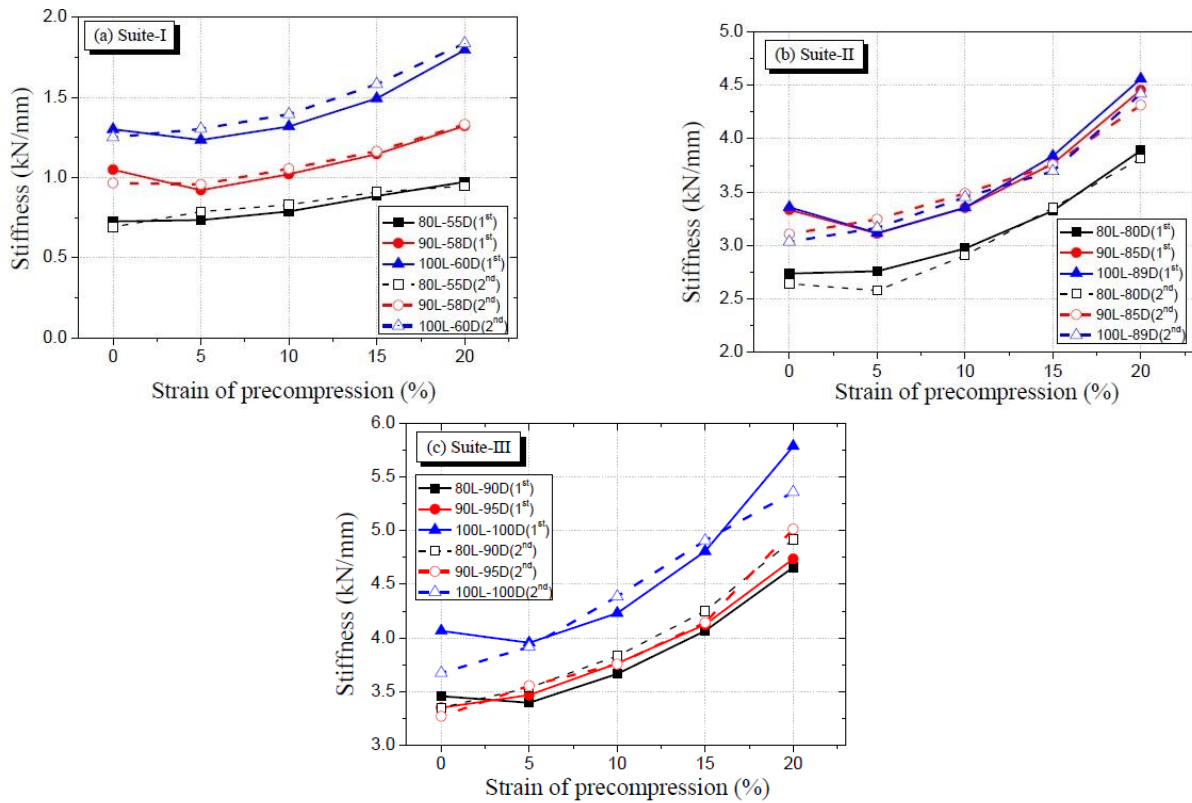 (a) Suite-I
2.0
1.5
1.0
0.5
0.0
Stiffness (kN/mm)
80L-55D(1st)
90L-58D(1st)
100L-60D(1st)
80L-55D(2nd)
90L-58D(2nd)
100L-60D(2nd)
0 5 10 15 20
Strain of precompression (%)
(b) Suite-II
5.0
4.5
4.0
3.5
3.0
2.5
2.0
Stiffness (kN/mm)
80L-80D(1st)
90L-85D(1st)
100L-89D(1st)
80L-80D(2nd)
90L-85D(2nd)
100L-89D(2nd)
0 5 10 15 20
Strain of precompression (%)
(c) Suite-III
6.0
5.5
5.0
4.5
4.0
3.5
3.0
Stiffness (kN/mm)
80L-90D(1st)
90L-95D(1st)
100L-100D(1st)
80L-90D(2nd)
90L-95D(2nd)
100L-100D(2nd)
0 5 10 15 20
Strain of precompression (%)